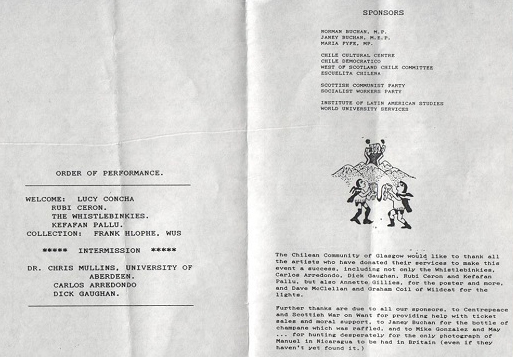 ORDER OF PERFORMANCE.
WELCOME: LUCY CONCHA
RUBI CERON.
THE WHISTLEBINKIES.
KEFAFAN PALLU.
COLLECTION: FRANK HLOPHE, WUS
***** INTERMISSION *****
DR. CHRIS MULLINS, UNIVERSITY OF
ABERDEEN.
CARLOS ARREDONDO
DICK GAUGHAN.
SPONSORS
NORMAN BUCHAN, M.P.
JANEY BUCHAN, M.E.P.
MARIA FYFE, MP.
CHILE CULTURAL CENTRE
CHILE DEMOCRATICO
WEST OF SCOTLAND CHILE COMMITTEE
ESCUELITA CHILENA
SCOTTISH COMMUNIST PARTY
SOCIALIST WORKERS PARTY
INSTITUTE OF LATIN AMERICAN STUDIES
WORLD UNIVERSITY SERVICES
The Chilean Community of Glasgow would like to thank all
the artists who have donated their services to make this
event a success, including not only the Whistlebinkies,
Carlos Arredondo, Dick Gaughan, Rubi Ceron and Kefafan
Pallu, but also Annette Gillies, for the poster and more,
and Dave McClellan and Graham Coil of Wildcat for the
lights.
Further thanks are due to all our sponsors, to Centrepeace
and Scottish War on Want for providing help with ticket
sales and moral support, to Janey Buchan for the bottle of
champane which was raffled, and to Mike Gonzalez and May
... for hunting desperately for the only photograph of
Manuel in Nicaragua to be had in Britain (even if they
haven't yet found it.)